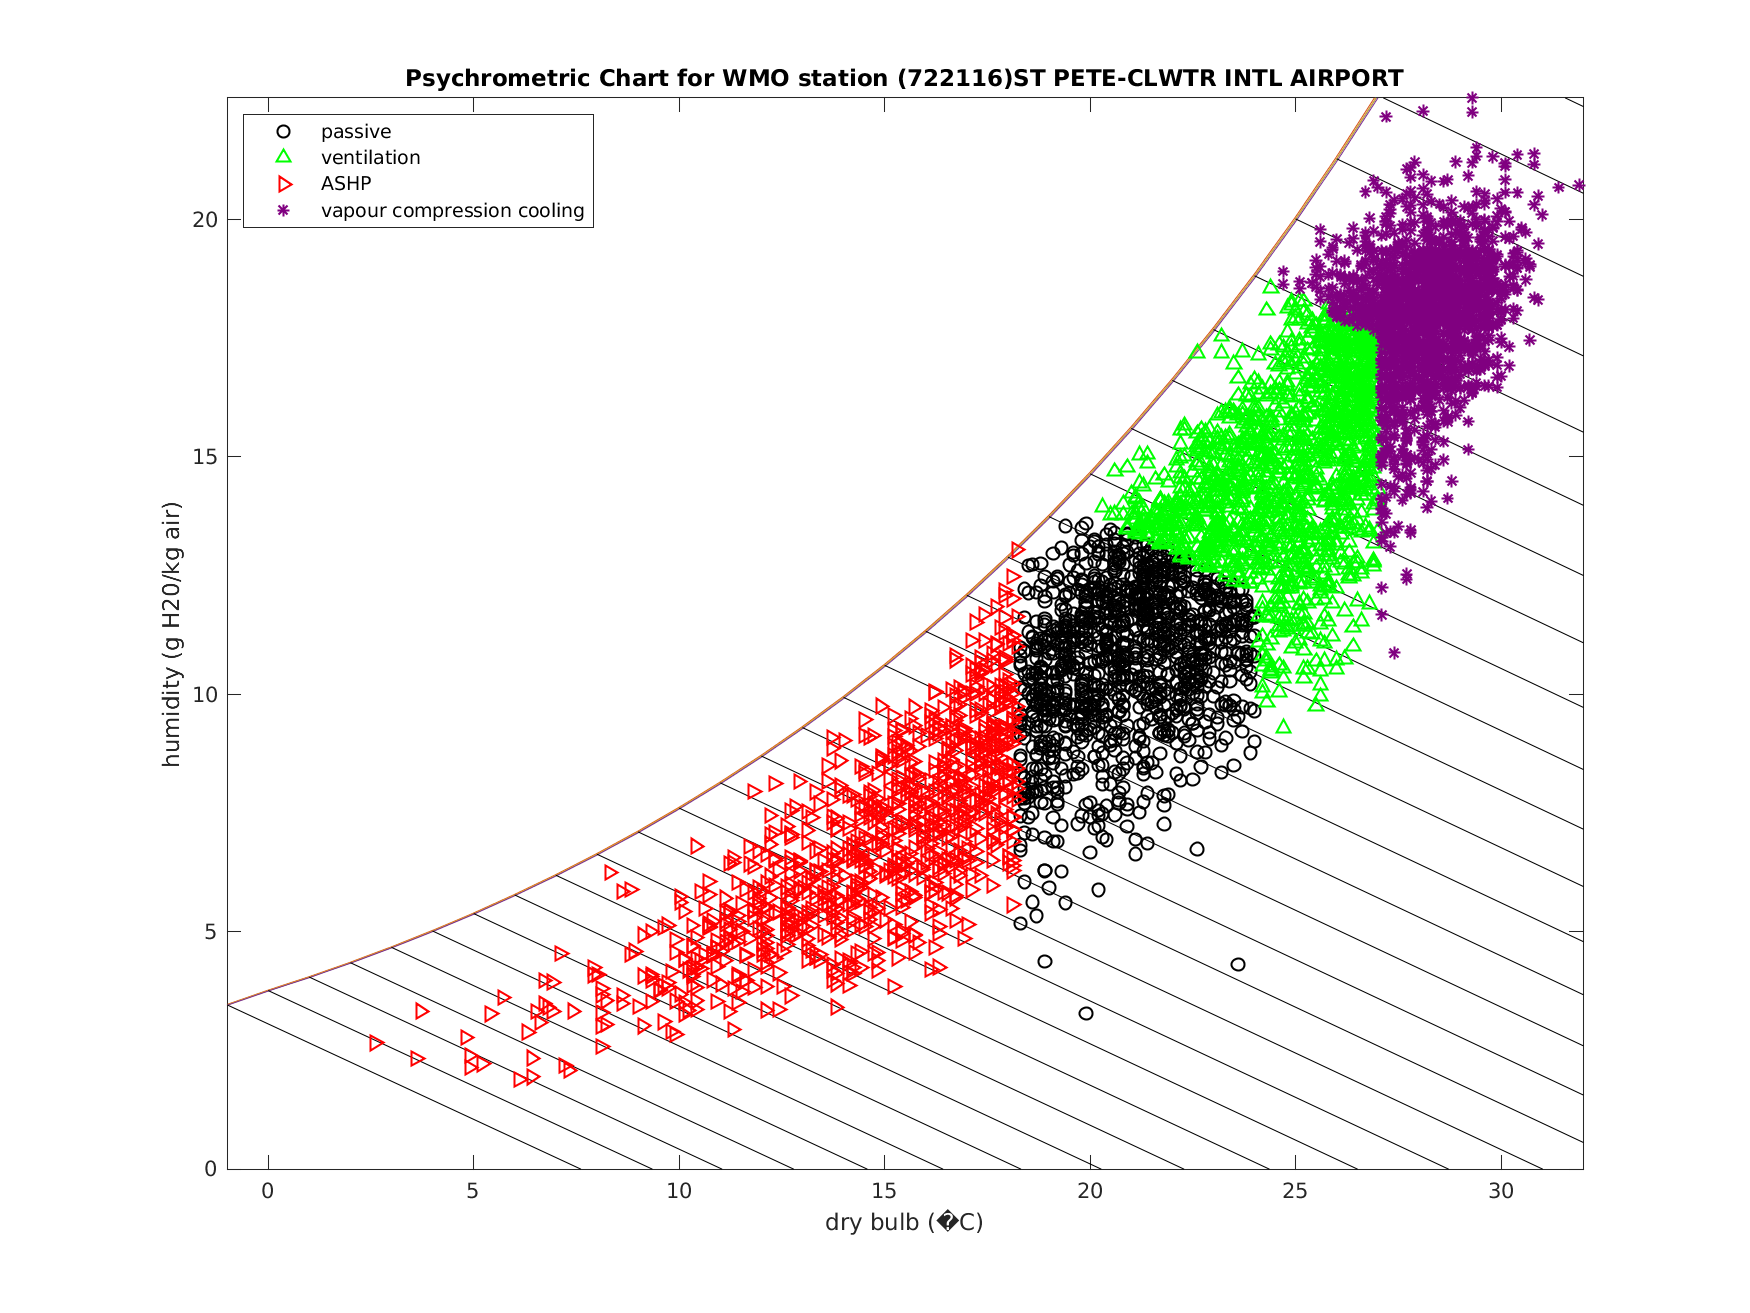 Psychrometric Chart for WMO station (722116)ST PETE-CLWTR INTL AIRPORT
passive
ventilation
ASHP
vapour compression cooling
humidity (g H20/kg air)
20
15
10
5
0
0 5 10 15 20 25 30
dry bulb (�C)